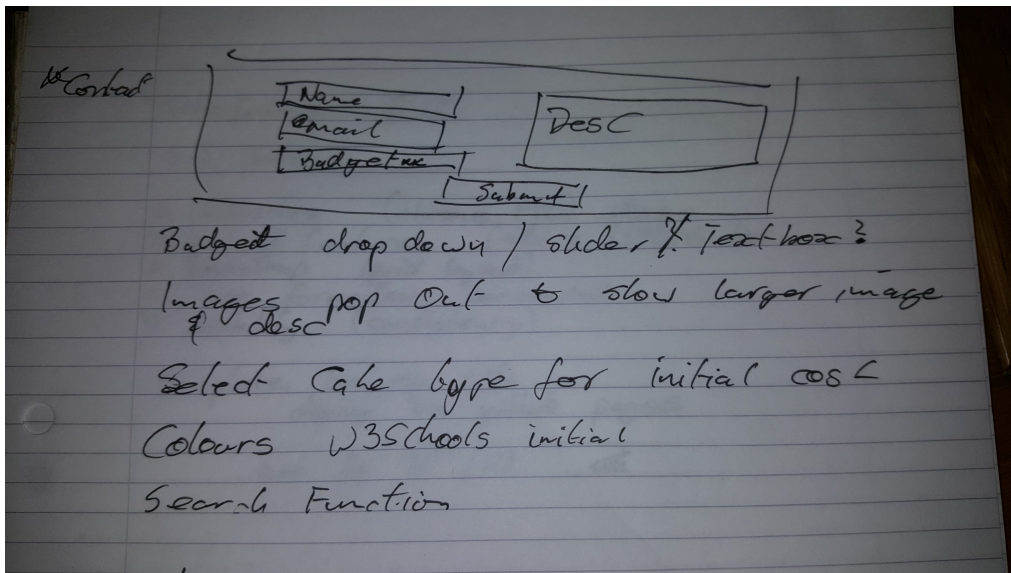 * Contact
Name
email
Budget
Desc
Submit
Budget drop down / slider / Textbox?
Images pop out to slow larger image
& desc
Select Cake type for initial cost
Colours W3Schools initial
Search Function